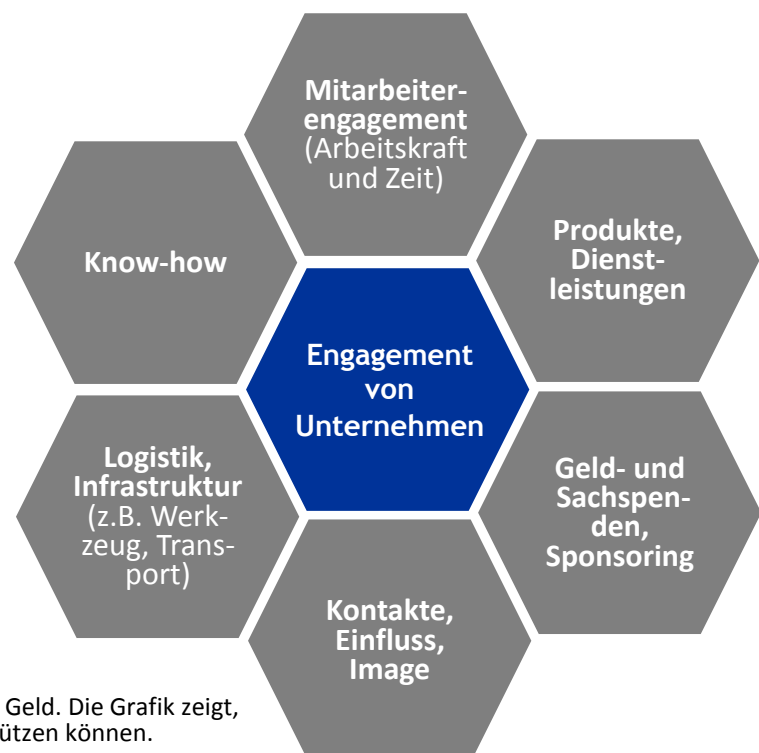 Mitarbeiter-
engagement
(Arbeitskraft
und Zeit)
Produkte,
Dienst-
leistungen
Know-how
Engagement
von
Unternehmen
Logistik,
Infrastruktur
(z.B. Werk-
zeug, Trans-
port)
Geld- und
Sachspen-
den,
Sponsoring
Kontakte,
Einfluss,
Image
Geld. Die Grafik zeigt,
ützen können.